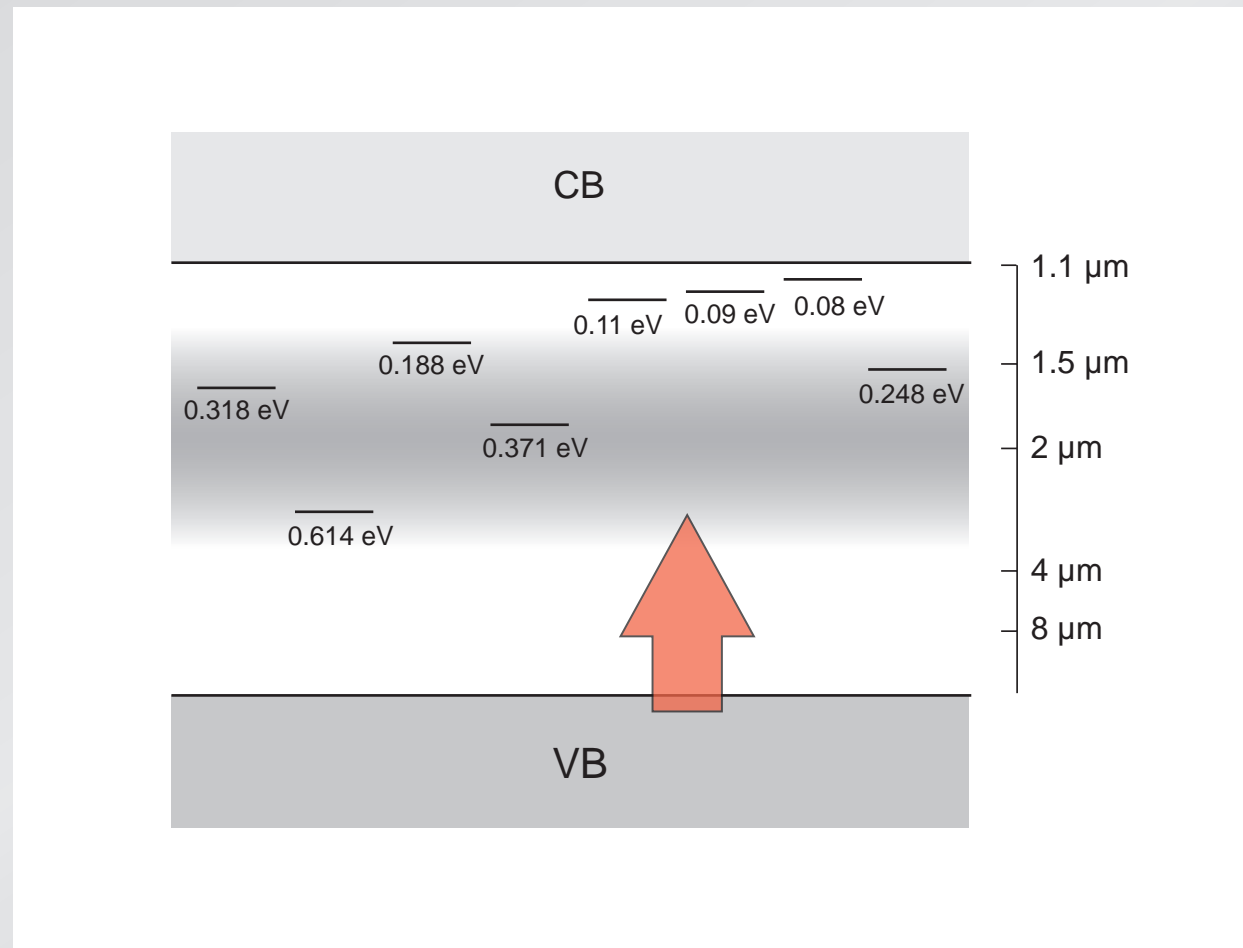 CB
1.1 µm
0.08 eV
0.09 eV
0.11 eV
0.188 eV
1.5 µm
0.248 eV
0.318 eV
0.371 eV
2 µm
0.614 eV
4 µm
8 µm
VB